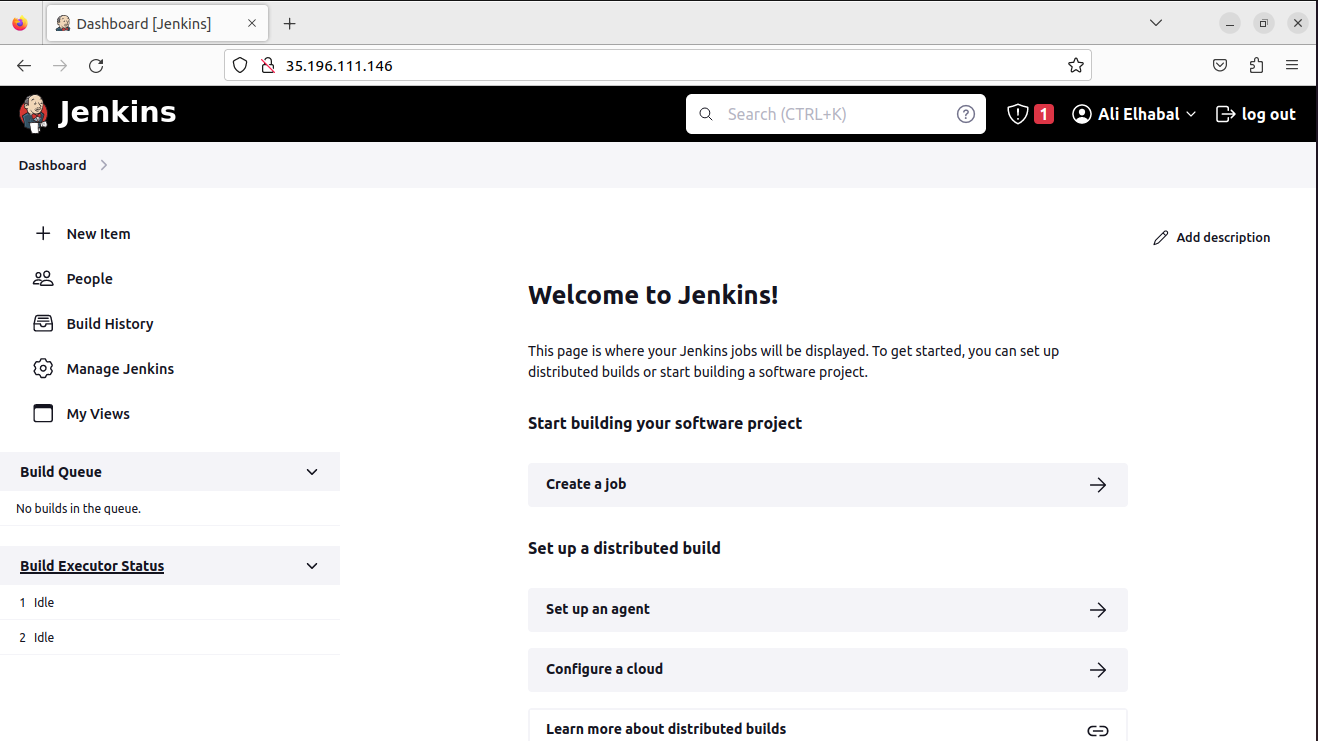 Dashboard [Jenkins]
35.196.111.146
Jenkins
Search (CTRL+K)
1
Ali Elhabal
log out
Dashboard
New Item
People
Build History
Manage Jenkins
My Views
Build Queue
No builds in the queue.
Build Executor Status
1 Idle
2 Idle
Add description
Welcome to Jenkins!
This page is where your Jenkins jobs will be displayed. To get started, you can set up
distributed builds or start building a software project.
Start building your software project
Create a job
Set up a distributed build
Set up an agent
Configure a cloud
Learn more about distributed builds